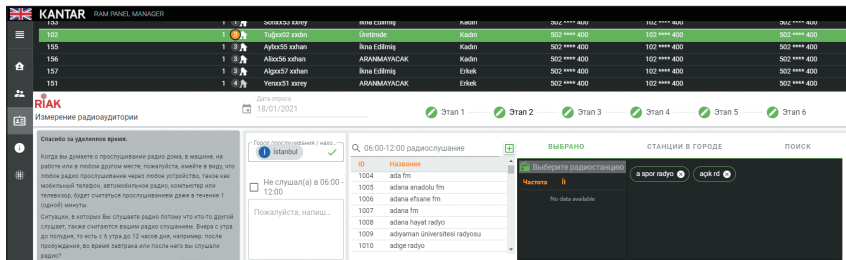 KANTAR RAM PANEL MANAGER
153 1 1 Sonxx53 xxrey İkna Edilmiş Kadın 502 **** 400 102 **** 400 502 **** 400
102 1 3 Tuğxx02 xxdın Üretimde Kadın 502 **** 400 102 **** 400 502 **** 400
155 1 3 Aylxx55 xxhan İkna Edilmiş Kadın 502 **** 400 102 **** 400 502 **** 400
156 1 3 Alixx56 xxhan ARANMAYACAK Kadın 502 **** 400 102 **** 400 502 **** 400
157 1 3 Algxx57 xxhan İkna Edilmiş Erkek 502 **** 400 102 **** 400 502 **** 400
151 1 4 Yenxx51 xxrey ARANMAYACAK Erkek 502 **** 400 102 **** 400 502 **** 400
RİAK
Измерение радиоаудитории
Дата опроса
18/01/2021
Этап 1
Этап 2
Этап 3
Этап 4
Этап 5
Этап 6
Спасибо за уделенное время.
Когда вы думаете о прослушивании радио дома, в машине, на
работе или в любом другом месте, пожалуйста, имейте в виду, что
любое радио прослушивание через любое устройство, такое как
мобильный телефон, автомобильное радио, компьютер или
телевизор, будет считаться прослушиванием даже в течение 1
(одной) минуты.
Ситуации, в которых Вы слушаете радио потому что кто-то другой
слушает, также считаются вашим радио слушанием. Вчера с утра
до полудня, то есть с 6 утра до 12 часов дня, например: после
пробуждения, во время завтрака или после него вы слушали
радио?
Город прослушивания / нахо...
i İstanbul
Не слушал(а) в 06:00 -
12:00
Пожалуйста, напиш...
06:00-12:00 радиослушание
ID Название
1004 ada fm
1005 adana anadolu fm
1006 adana efsane fm
1007 adana fm
1008 adana hayat radyo
1009 adıyaman üniversitesi radyosu
1010 adige radyo
ВЫБРАНО
СТАНЦИИ В ГОРОДЕ
ПОИСК
Выберите радиостанцию
Частота İl
No data available
a spor radyo
açık rd